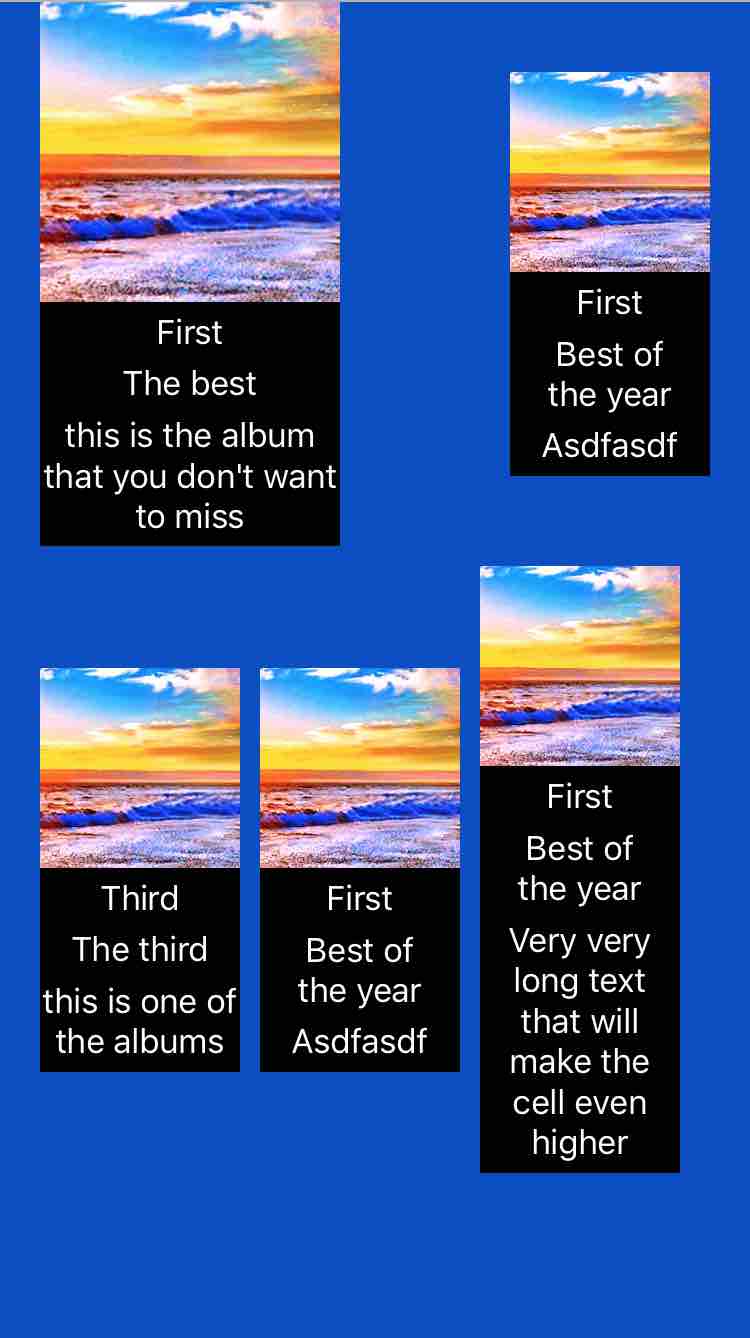 First
The best
this is the album
that you don't want
to miss
First
Best of
the year
Asdfasdf
Third
The third
this is one of
the albums
First
Best of
the year
Asdfasdf
First
Best of
the year
Very very
long text
that will
make the
cell even
higher